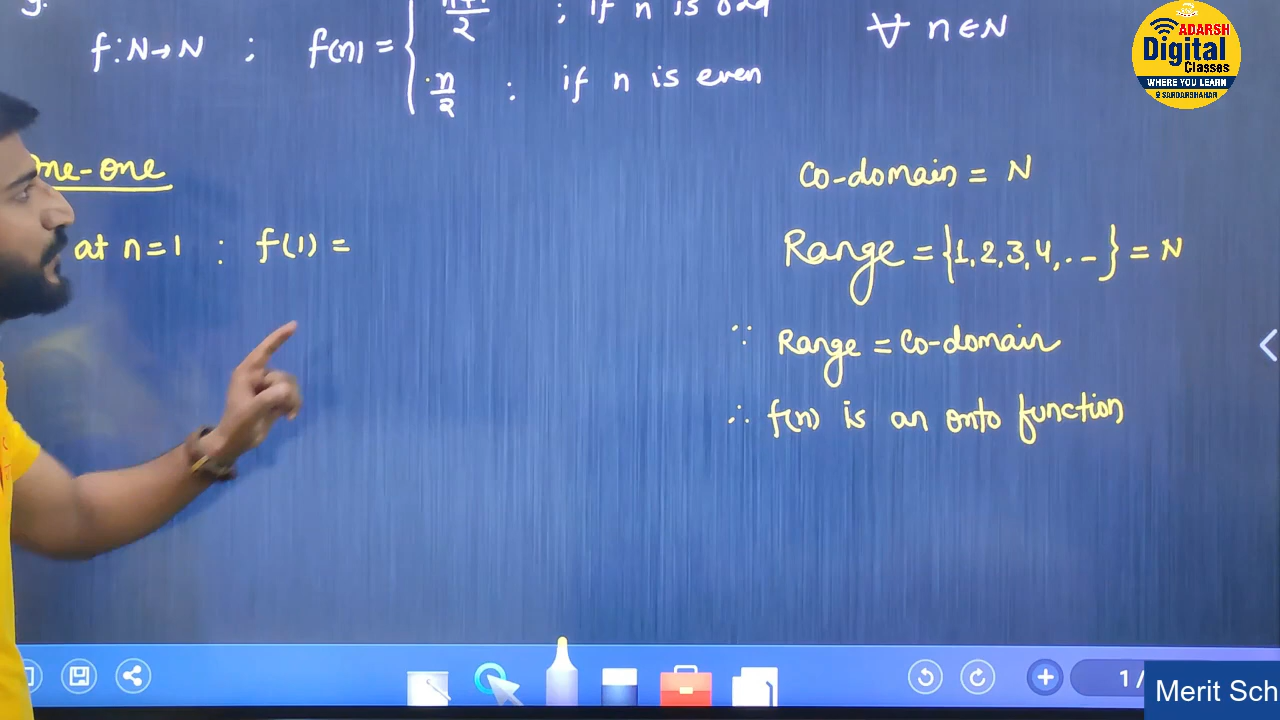 n+1
2
; if n is odd
f:N→N ; f(n) = {
∀ n∈N
n
2
: if n is even
One-One
at n=1 : f(1) =
Co-domain = N
Range = {1,2,3,4,...} = N
∵ Range = Co-domain
∴ f(n) is an onto function
ADARSH
Digital
Classes
WHERE YOU LEARN
@ SARDARSHAHAR
1/
Merit Sch